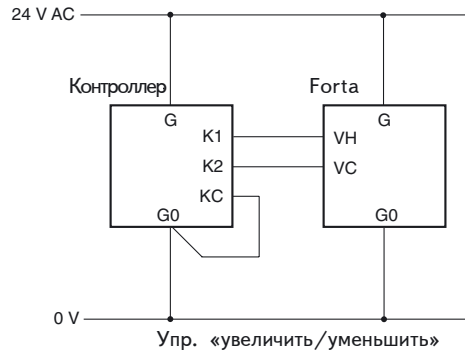 24 V AC
Контроллер
Forta
G
G
K1
VH
K2
VC
KC
G0
G0
0 V
Упр. «увеличить/уменьшить»